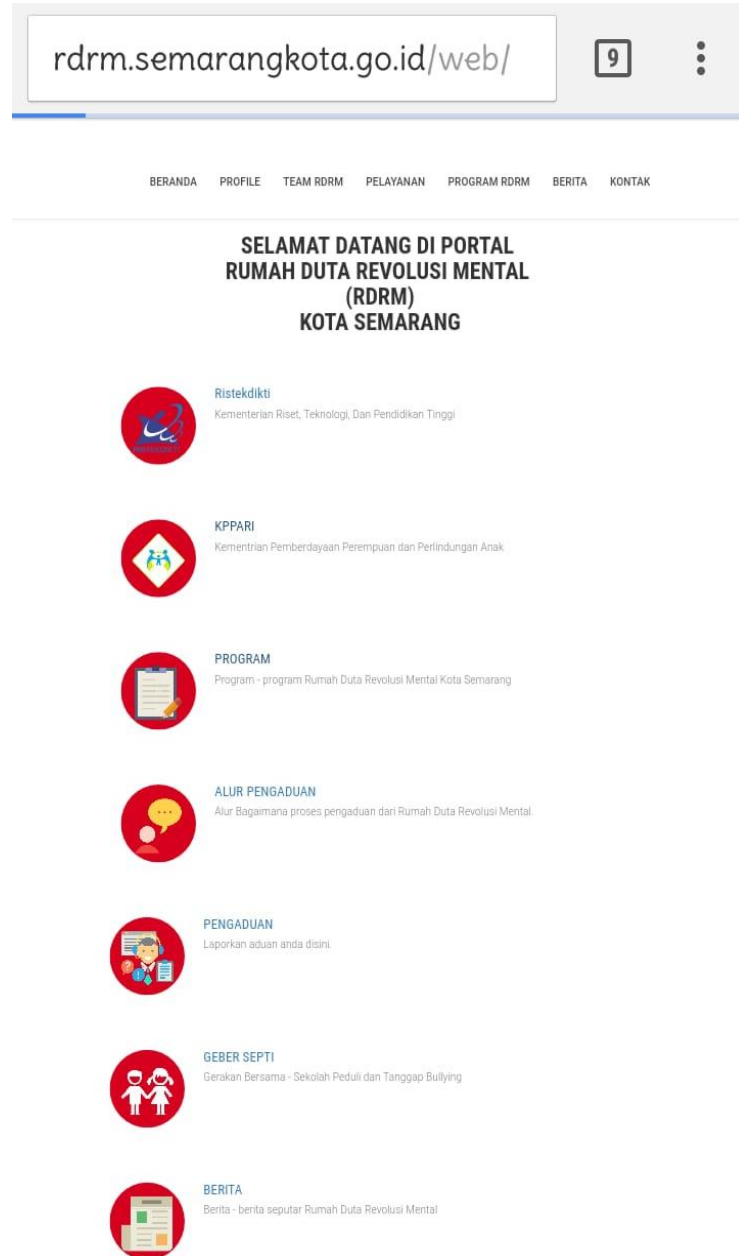 rdrm.semarangkota.go.id/web/
9
BERANDA PROFILE TEAM RDRM PELAYANAN PROGRAM RDRM BERITA KONTAK
SELAMAT DATANG DI PORTAL
RUMAH DUTA REVOLUSI MENTAL
(RDRM)
KOTA SEMARANG
Ristekdikti
Kementerian Riset, Teknologi, Dan Pendidikan Tinggi
KPPARI
Kementrian Pemberdayaan Perempuan dan Perlindungan Anak
PROGRAM
Program - program Rumah Duta Revolusi Mental Kota Semarang
ALUR PENGADUAN
Alur Bagaimana proses pengaduan dari Rumah Duta Revolusi Mental.
PENGADUAN
Laporkan aduan anda disini.
GEBER SEPTI
Gerakan Bersama - Sekolah Peduli dan Tanggap Bullying
BERITA
Berita - berita seputar Rumah Duta Revolusi Mental